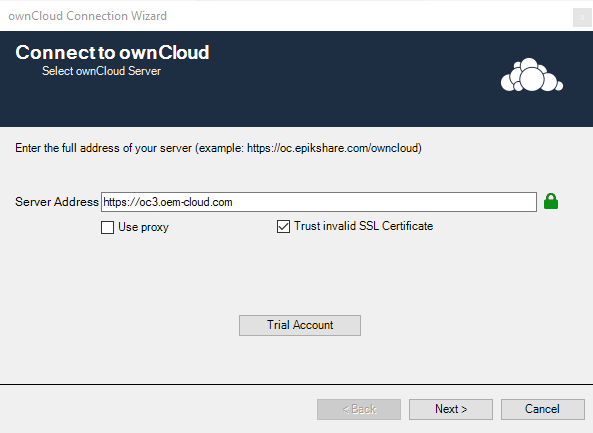 ownCloud Connection Wizard
x
Connect to ownCloud
Select ownCloud Server
Enter the full address of your server (example: https://oc.epikshare.com/owncloud)
Server Address https://oc3.oem-cloud.com
Use proxy Trust invalid SSL Certificate
Trial Account
< Back Next > Cancel